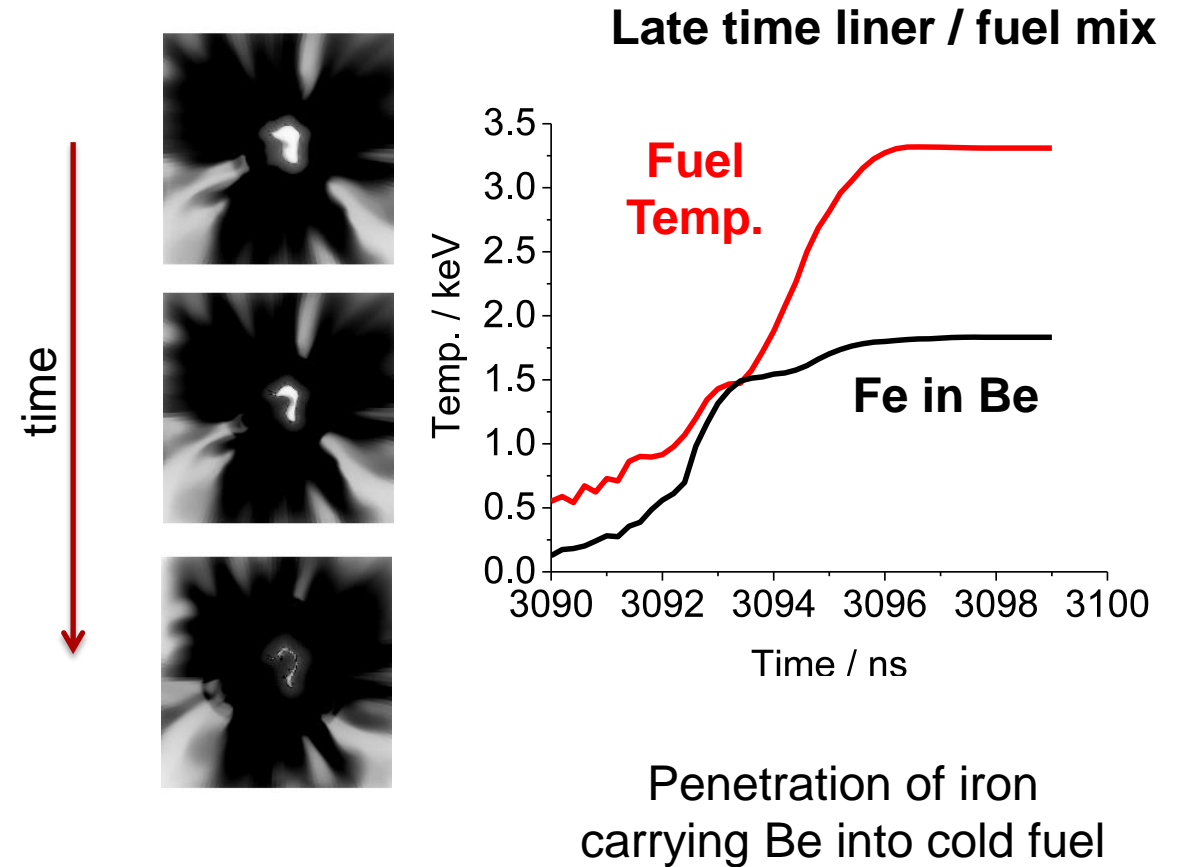 Late time liner / fuel mix
time
Temp. / keV
3.5
3.0
2.5
2.0
1.5
1.0
0.5
0.0
Fuel
Temp.
Fe in Be
3090 3092 3094 3096 3098 3100
Time / ns
Penetration of iron
carrying Be into cold fuel